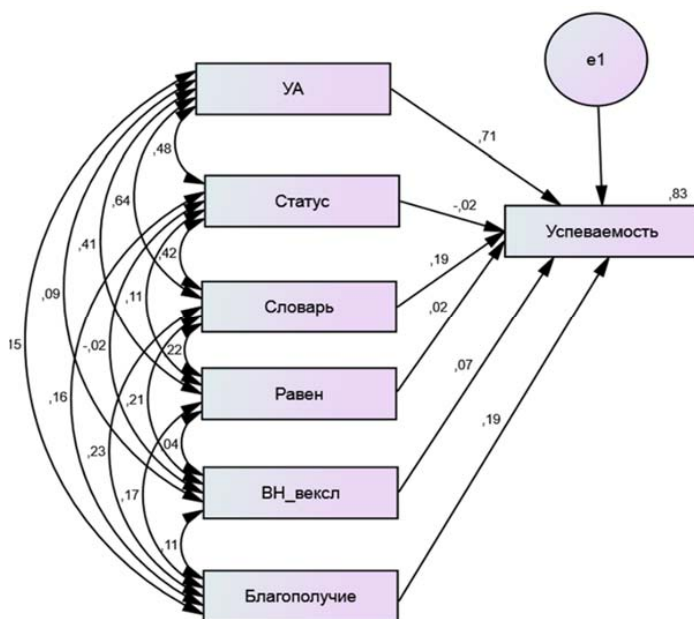 e1
УА
,71
,48
,83
Статус
-,02
Успеваемость
,64
,42
,19
,41
Словарь
,11
,02
,09
-,02
,22
,15
Равен
,07
,16
,21
,04
,19
,23
ВН_вексл
,17
,11
Благополучие